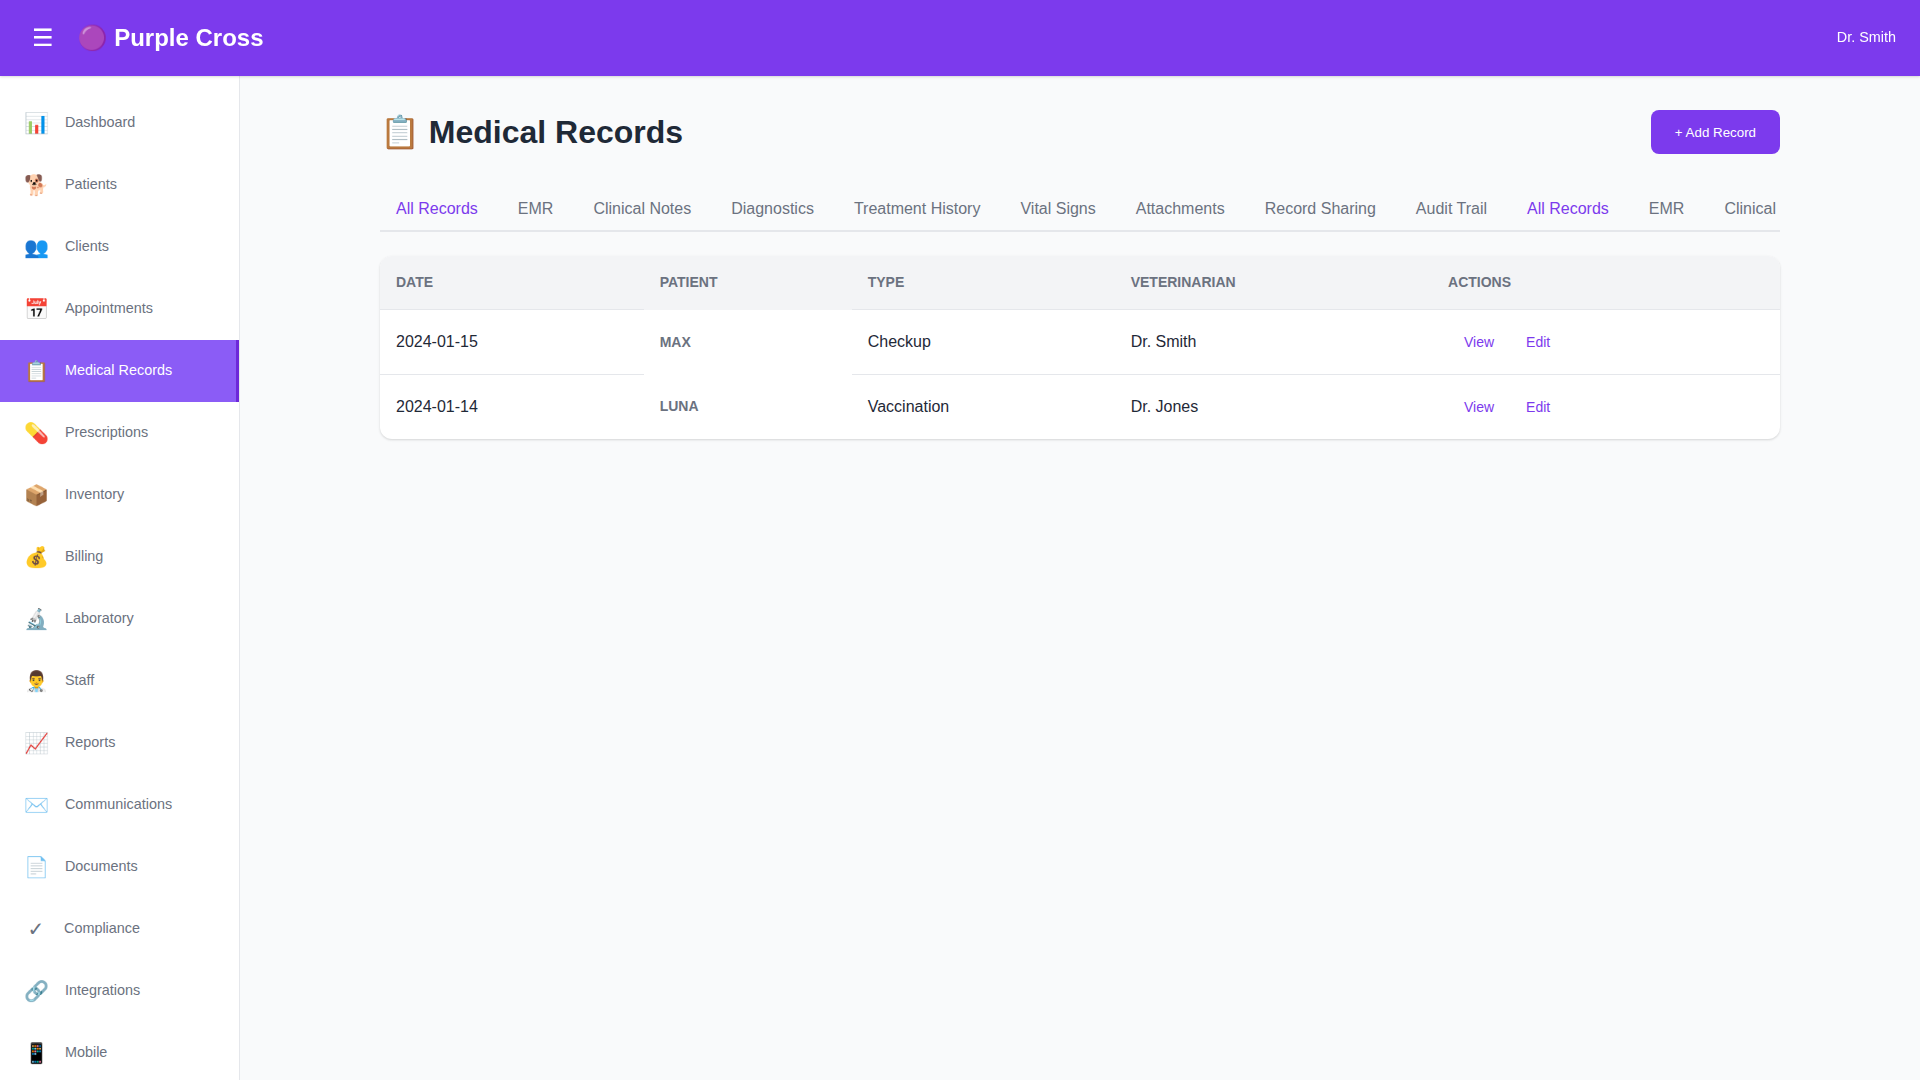 ☰ 🟣 Purple Cross
Dr. Smith
📊 Dashboard
🐕 Patients
👥 Clients
📅 Appointments
📋 Medical Records
💊 Prescriptions
📦 Inventory
💰 Billing
🔬 Laboratory
👨‍⚕️ Staff
📈 Reports
✉️ Communications
📄 Documents
✓ Compliance
🔗 Integrations
📱 Mobile
📋 Medical Records
+ Add Record
All Records EMR Clinical Notes Diagnostics Treatment History Vital Signs Attachments Record Sharing Audit Trail All Records EMR Clinical
DATE PATIENT TYPE VETERINARIAN ACTIONS
2024-01-15 MAX Checkup Dr. Smith View Edit
2024-01-14 LUNA Vaccination Dr. Jones View Edit